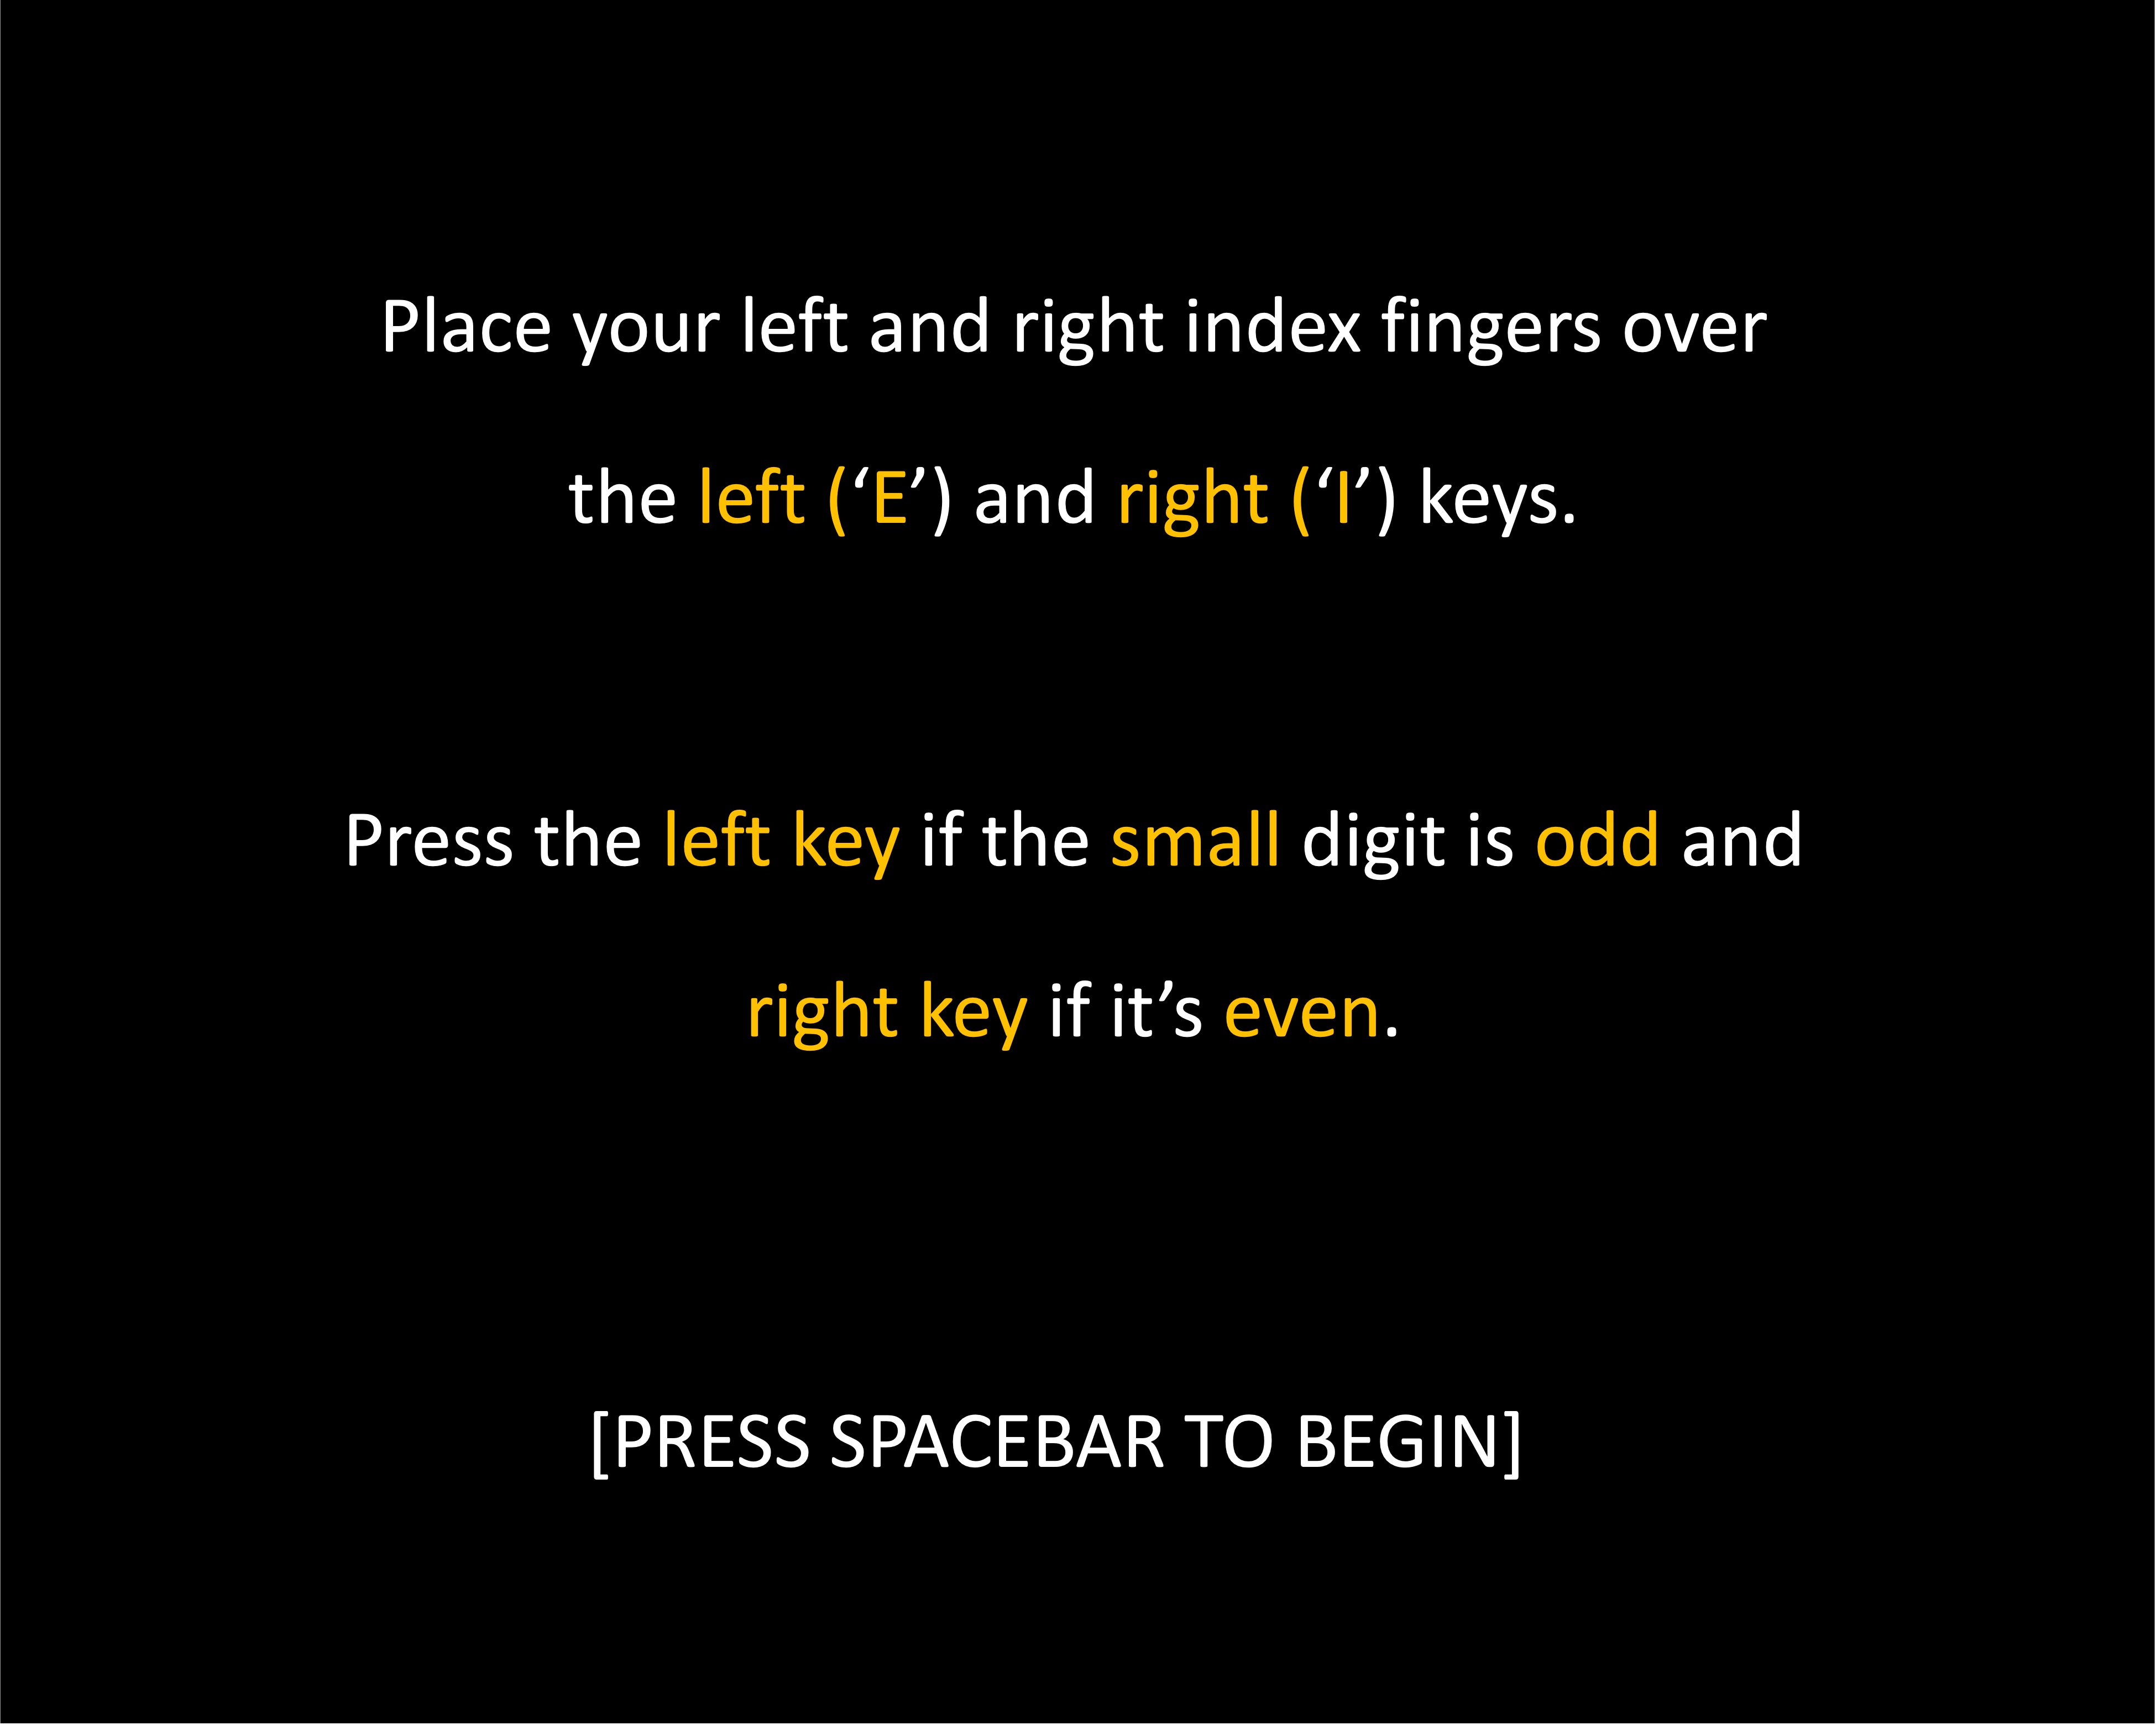 Place your left and right index fingers over
the left (‘E’) and right (‘I’) keys.
Press the left key if the small digit is odd and
right key if it’s even.
[PRESS SPACEBAR TO BEGIN]